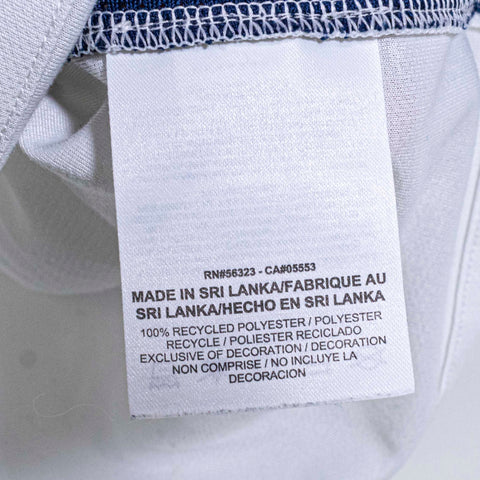 RN#56323 - CA#05553
MADE IN SRI LANKA/FABRIQUE AU
SRI LANKA/HECHO EN SRI LANKA
100% RECYCLED POLYESTER / POLYESTER
RECYCLE / POLIESTER RECICLADO
EXCLUSIVE OF DECORATION / DECORATION
NON COMPRISE / NO INCLUYE LA
DECORACION